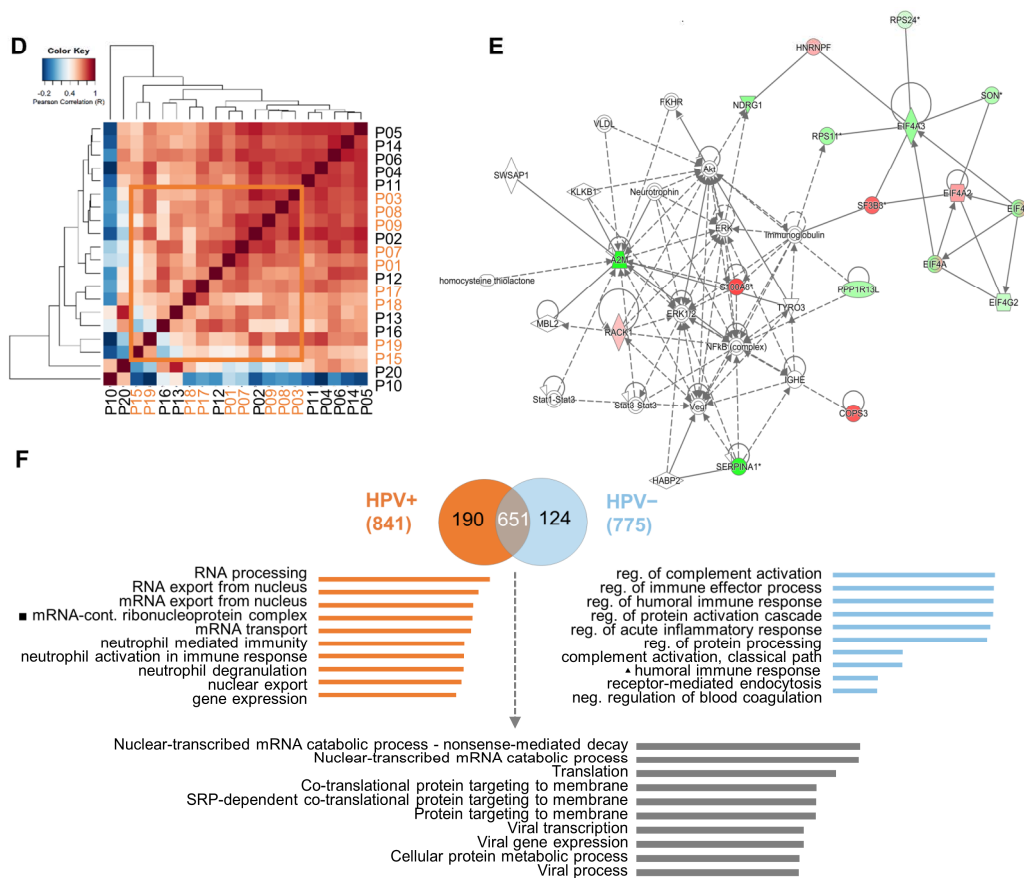 D
Color Key
-0.2 0.4 1
Pearson Correlation (R)
P05
P14
P06
P04
P11
P03
P08
P09
P02
P07
P01
P12
P17
P18
P13
P16
P19
P15
P20
P10
P10 P20 P15 P19 P16 P13 P18 P17 P12 P01 P07 P02 P09 P08 P03 P11 P04 P06 P14 P05
E
RPS24*
HNRNPF
SON*
FKHR
NDRG1
VLDL
RPS11*
EIF4A3
Akt
SWSAP1
KLKB1
Neurotrophin
SF3B3*
EIF4A2
EIF4
ERK
Immunoglobulin
A2M
EIF4A
homocysteine thiolactone
S100A8*
PPP1R13L
EIF4G2
TYRO3
ERK1/2
MBL2
RACK1
NFkB (complex)
IGHE
Stat1-Stat3
Stat3-Stat3
Vegf
COPS3
SERPINA1*
HABP2
F
HPV+
(841)
190 651 124
HPV−
(775)
RNA processing
RNA export from nucleus
mRNA export from nucleus
■ mRNA-cont. ribonucleoprotein complex
mRNA transport
neutrophil mediated immunity
neutrophil activation in immune response
neutrophil degranulation
nuclear export
gene expression
reg. of complement activation
reg. of immune effector process
reg. of humoral immune response
reg. of protein activation cascade
reg. of acute inflammatory response
reg. of protein processing
complement activation, classical path
▲ humoral immune response
receptor-mediated endocytosis
neg. regulation of blood coagulation
Nuclear-transcribed mRNA catabolic process - nonsense-mediated decay
Nuclear-transcribed mRNA catabolic process
Translation
Co-translational protein targeting to membrane
SRP-dependent co-translational protein targeting to membrane
Protein targeting to membrane
Viral transcription
Viral gene expression
Cellular protein metabolic process
Viral process